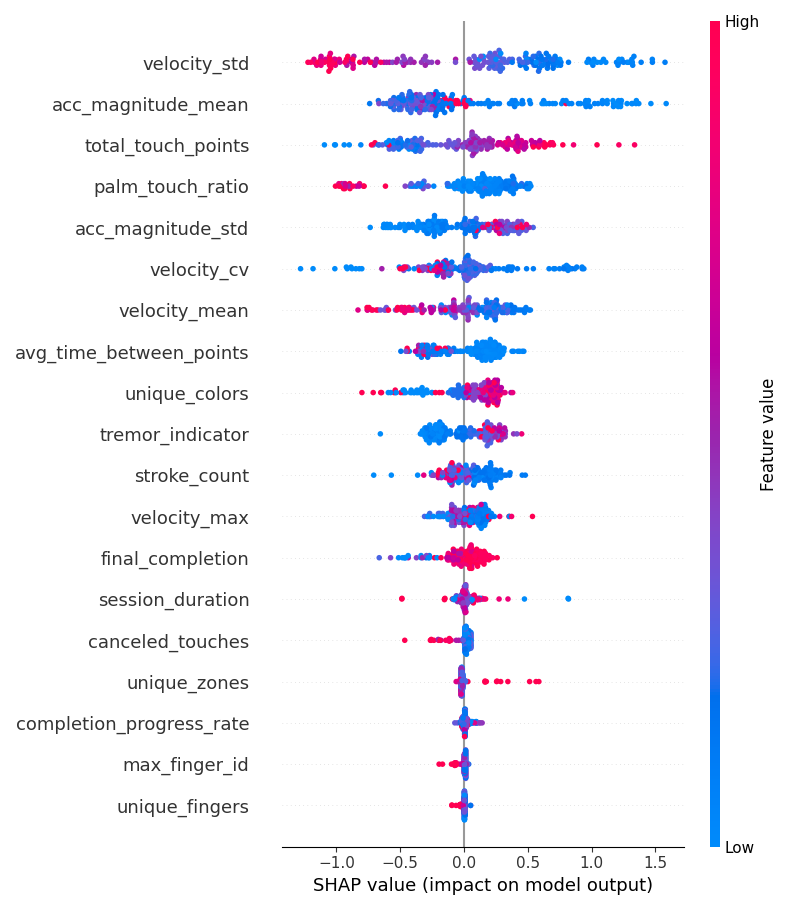 High
velocity_std
acc_magnitude_mean
total_touch_points
palm_touch_ratio
acc_magnitude_std
velocity_cv
velocity_mean
avg_time_between_points
unique_colors
tremor_indicator
stroke_count
velocity_max
final_completion
session_duration
canceled_touches
unique_zones
completion_progress_rate
max_finger_id
unique_fingers
Feature value
Low
−1.0 −0.5 0.0 0.5 1.0 1.5
SHAP value (impact on model output)